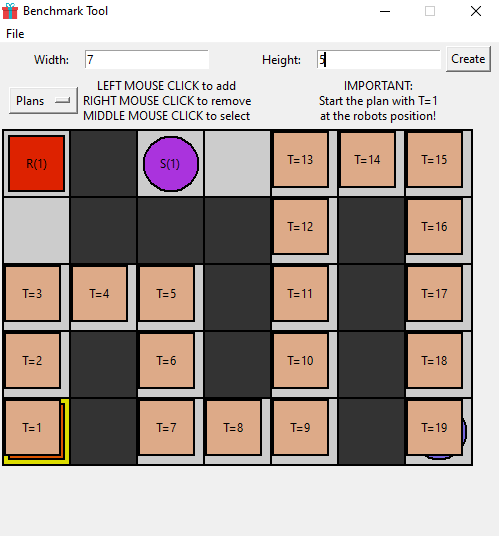 Benchmark Tool
File
Width: 7 Height: 5 Create
Plans
LEFT MOUSE CLICK to add
RIGHT MOUSE CLICK to remove
MIDDLE MOUSE CLICK to select
IMPORTANT:
Start the plan with T=1
at the robots position!
R(1) S(1) T=13 T=14 T=15
T=12 T=16
T=3 T=4 T=5 T=11 T=17
T=2 T=6 T=10 T=18
T=1 T=7 T=8 T=9 T=19